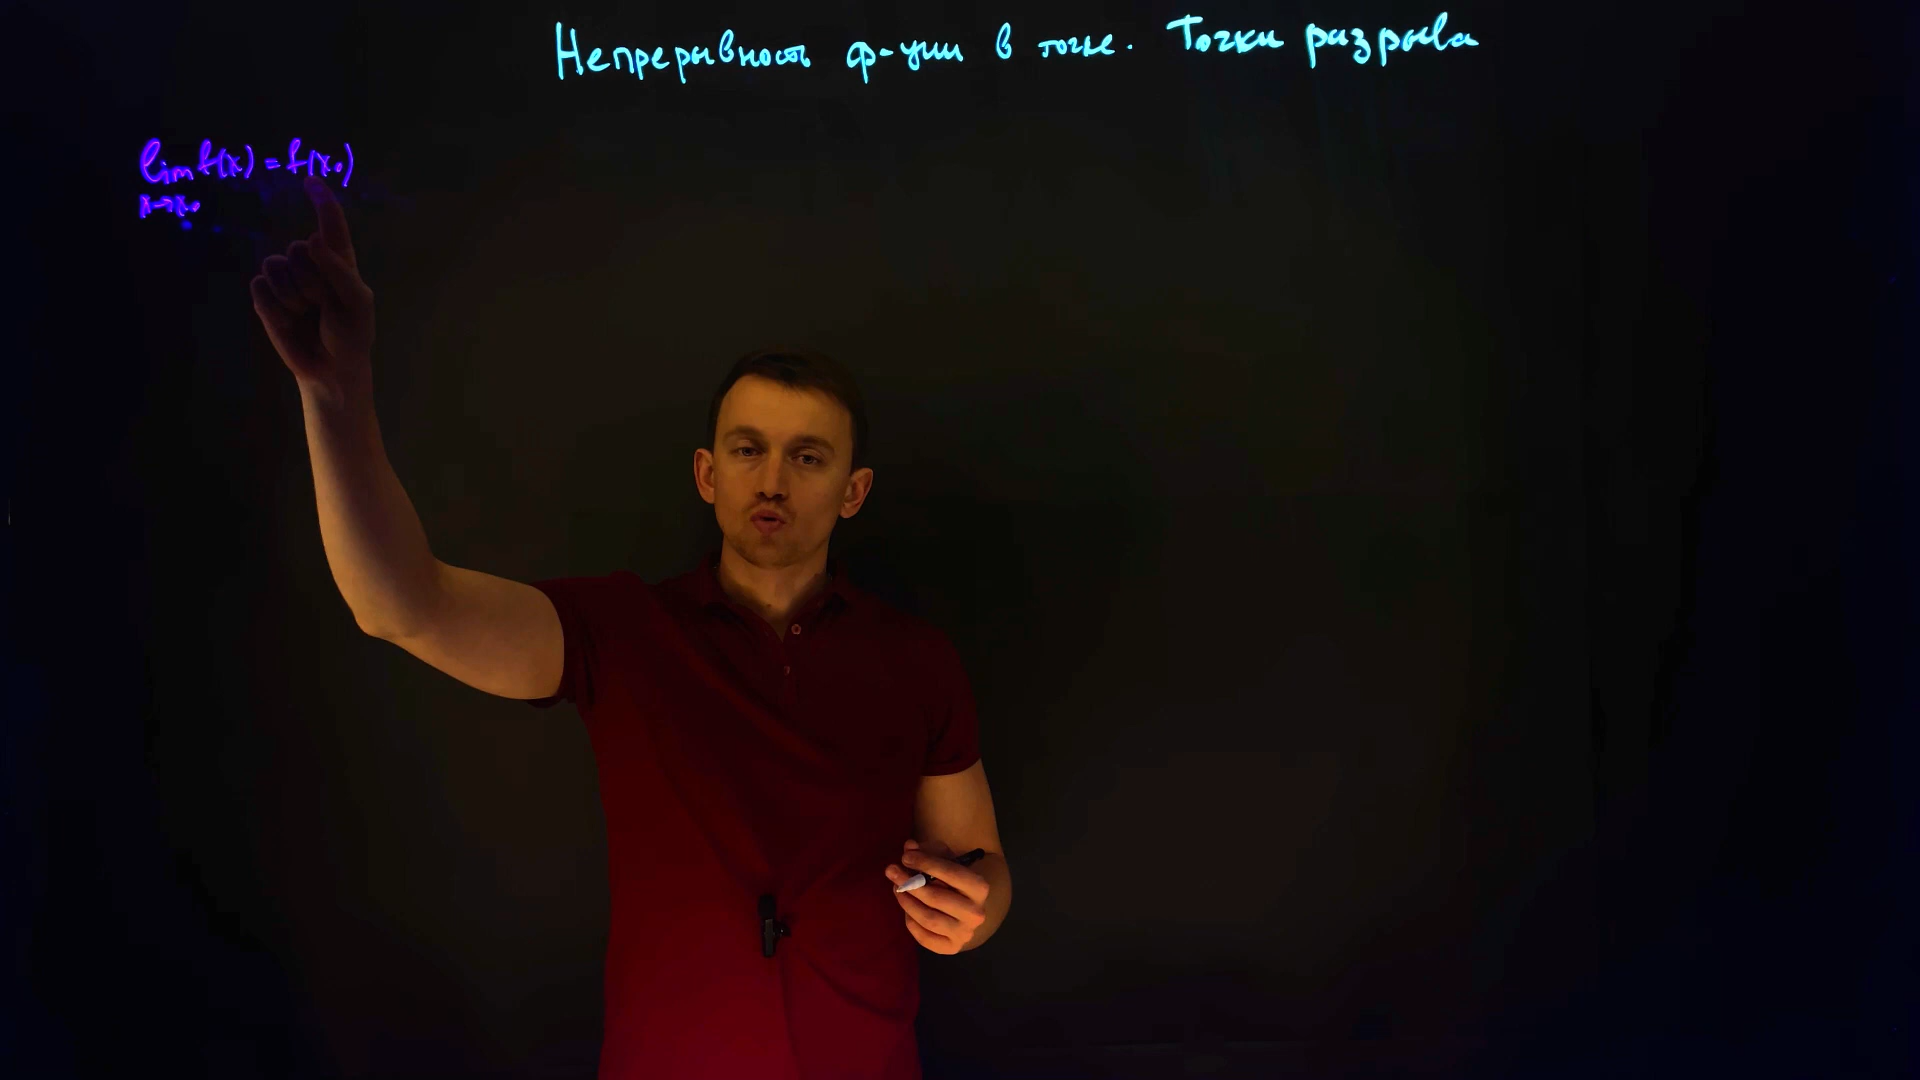 Непрерывность ф-ции в точке. Точки разрыва
lim f(x) = f(x₀)
x→x₀